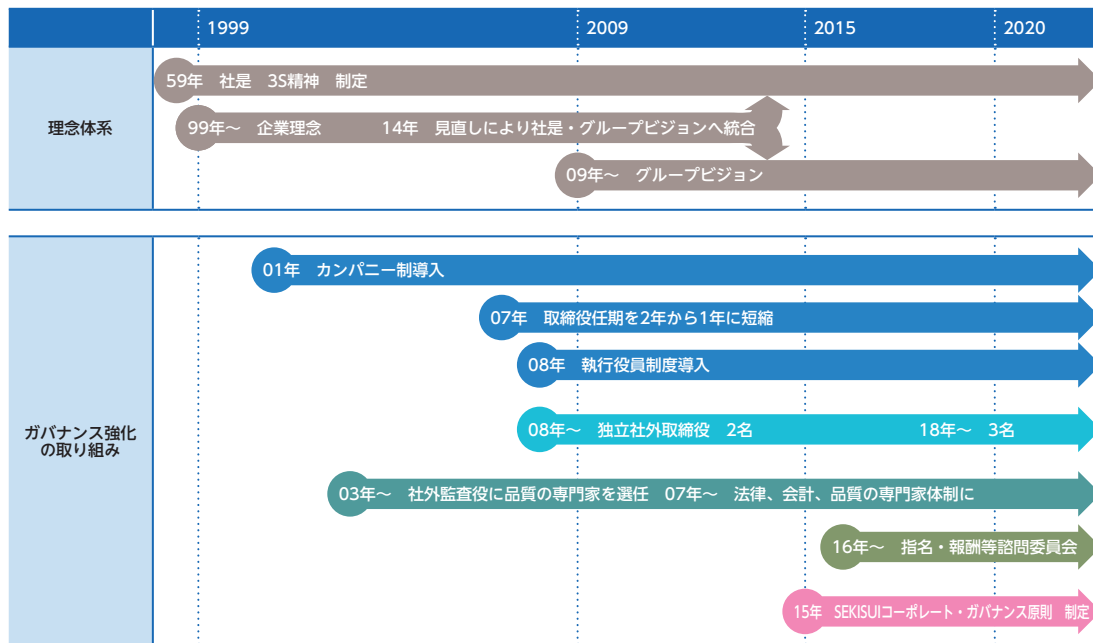 1999 2009 2015 2020
理念体系
59年 社是 3S精神 制定
99年～ 企業理念 14年 見直しにより社是・グループビジョンへ統合
09年～ グループビジョン
ガバナンス強化
の取り組み
01年 カンパニー制導入
07年 取締役任期を2年から1年に短縮
08年 執行役員制度導入
08年～ 独立社外取締役 2名 18年～ 3名
03年～ 社外監査役に品質の専門家を選任 07年～ 法律、会計、品質の専門家体制に
16年～ 指名・報酬等諮問委員会
15年 SEKISUIコーポレート・ガバナンス原則 制定